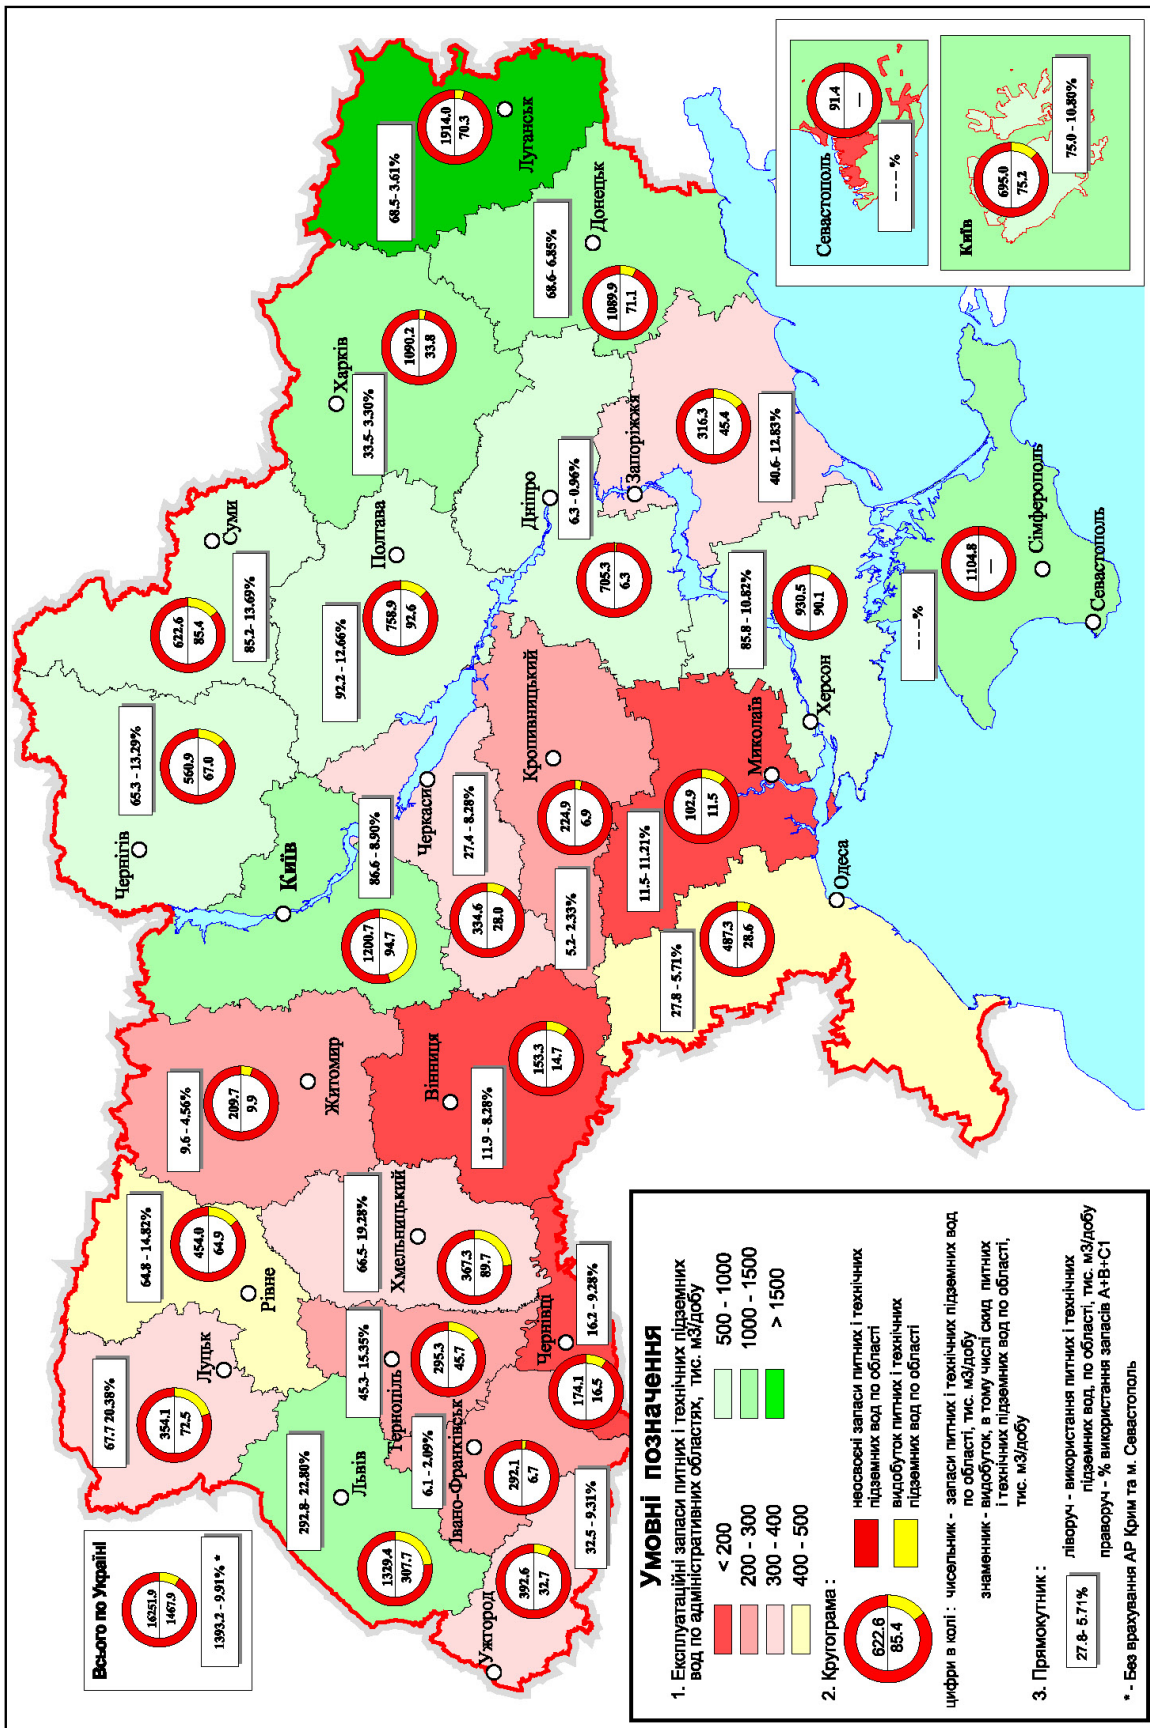 Всього по Україні
16251.9
1467.9
1393.2 - 9.91% *
67.7 20.38%
354.1
72.5
Луцьк
64.8 - 14.82%
454.0
64.9
Рівне
9.6 - 4.56%
209.7
9.9
Житомир
Чернігів
65.3 - 13.29%
560.9
67.0
622.6
85.4
Суми
85.2- 13.69%
Київ
86.6 - 8.90%
1200.7
94.7
92.2 - 12.66%
758.9
92.6
Полтава
33.5- 3.30%
Харків
1090.2
33.8
68.5- 3.61%
1914.0
70.3
Луганськ
292.8- 22.80%
Львів
1329.4
307.7
45.3- 15.35%
Тернопіль
295.3
45.7
66.5- 19.28%
Хмельницький
367.3
89.7
Вінниця
11.9 - 8.28%
153.3
14.7
Черкаси
27.4 - 8.28%
334.6
28.0
Кропивницький
224.9
6.9
5.2- 2.33%
Дніпро
6.3 - 0.96%
705.3
6.3
68.6- 6.85%
Донецьк
1089.9
71.1
6.1 - 2.09%
Івано-Франківськ
292.1
6.7
Ужгород
392.6
32.7
32.5- 9.31%
Чернівці
16.2 - 9.28%
174.1
16.5
27.8 - 5.71%
487.3
28.6
Одеса
11.5- 11.21%
102.9
11.5
Миколаїв
Запоріжжя
316.3
45.4
40.6- 12.83%
85.8 - 10.82%
930.5
90.1
Херсон
- - - -%
1104.8
—
Сімферополь
Севастополь
Севастополь
91.4
—
- - - %
Київ
695.0
75.2
75.0 - 10.80%
Умовні позначення
1. Експлуатаційні запаси питних і технічних підземних
вод по адміністративних областях, тис. м3/добу
< 200
200 - 300
300 - 400
400 - 500
500 - 1000
1000 - 1500
> 1500
2. Кругограма :
622.6
85.4
неосвоєні запаси питних і технічних
підземних вод по області
видобуток питних і технічних
підземних вод по області
цифри в колі : чисельник - запаси питних і технічних підземних вод
по області, тис. м3/добу
знаменник - видобуток, в тому числі скид питних
і технічних підземних вод по області,
тис. м3/добу
3. Прямокутник :
27.8- 5.71%
ліворуч - використання питних і технічних
підземних вод, по області, тис. м3/добу
праворуч - % використання запасів А+В+С1
* - Без врахування АР Крим та м. Севастополь